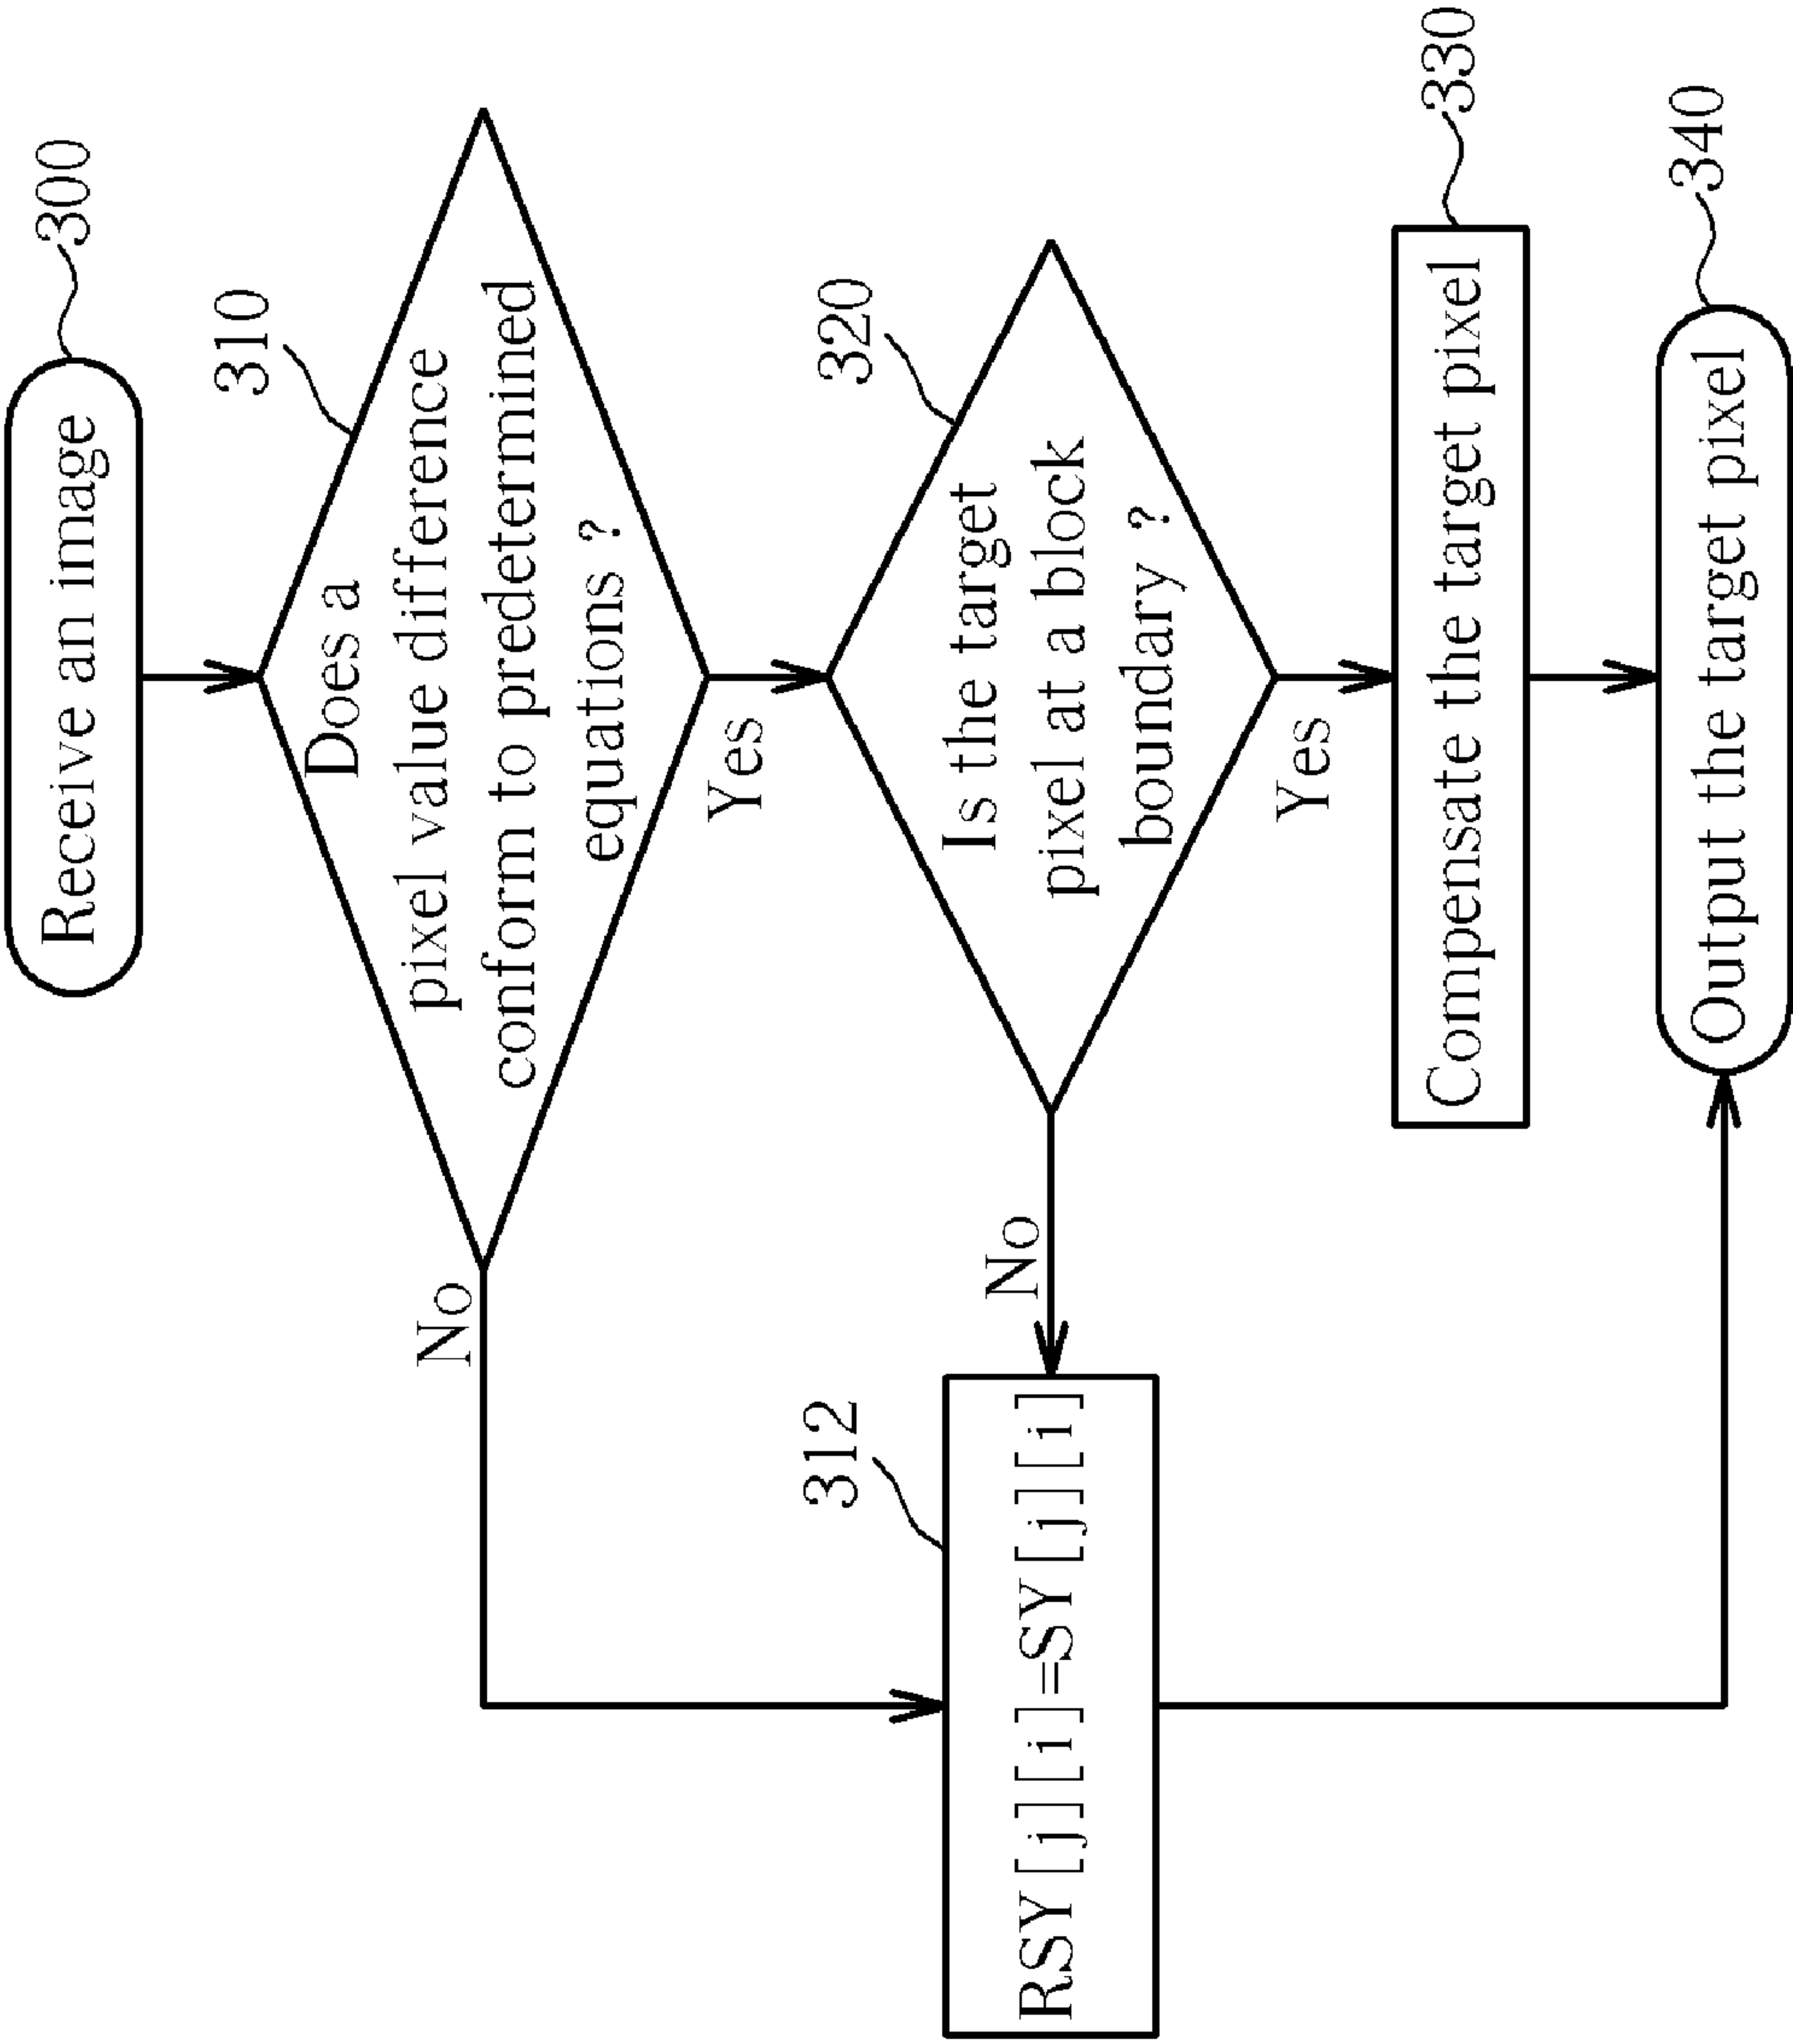 300
Receive an image
310
Does a
pixel value difference
conform to predetermined
equations ?
No
Yes
320
Is the target
pixel at a block
boundary ?
No
Yes
312
RSY[j][i]=SY[j][i]
330
Compensate the target pixel
340
Output the target pixel